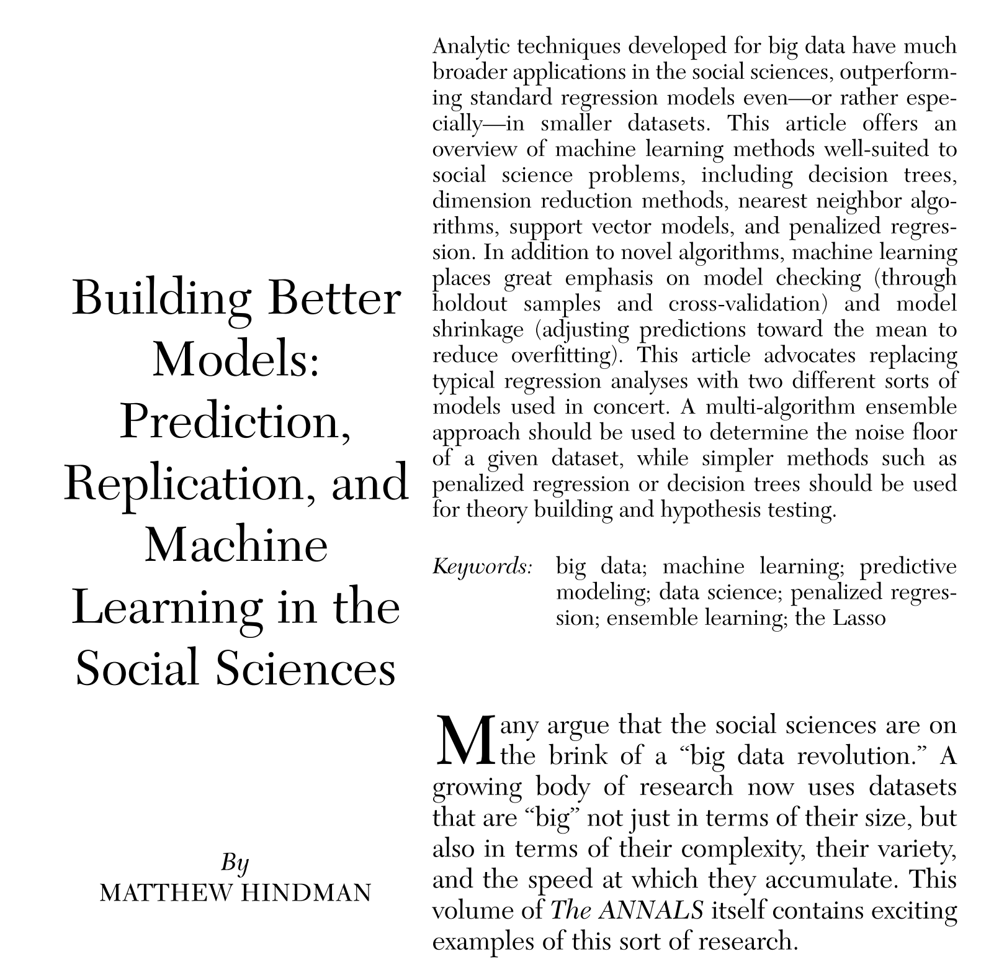 Building Better
Models:
Prediction,
Replication, and
Machine
Learning in the
Social Sciences
By
MATTHEW HINDMAN
Analytic techniques developed for big data have much
broader applications in the social sciences, outperform-
ing standard regression models even—or rather espe-
cially—in smaller datasets. This article offers an
overview of machine learning methods well-suited to
social science problems, including decision trees,
dimension reduction methods, nearest neighbor algo-
rithms, support vector models, and penalized regres-
sion. In addition to novel algorithms, machine learning
places great emphasis on model checking (through
holdout samples and cross-validation) and model
shrinkage (adjusting predictions toward the mean to
reduce overfitting). This article advocates replacing
typical regression analyses with two different sorts of
models used in concert. A multi-algorithm ensemble
approach should be used to determine the noise floor
of a given dataset, while simpler methods such as
penalized regression or decision trees should be used
for theory building and hypothesis testing.
Keywords: big data; machine learning; predictive
modeling; data science; penalized regres-
sion; ensemble learning; the Lasso
Many argue that the social sciences are on
the brink of a “big data revolution.” A
growing body of research now uses datasets
that are “big” not just in terms of their size, but
also in terms of their complexity, their variety,
and the speed at which they accumulate. This
volume of The ANNALS itself contains exciting
examples of this sort of research.